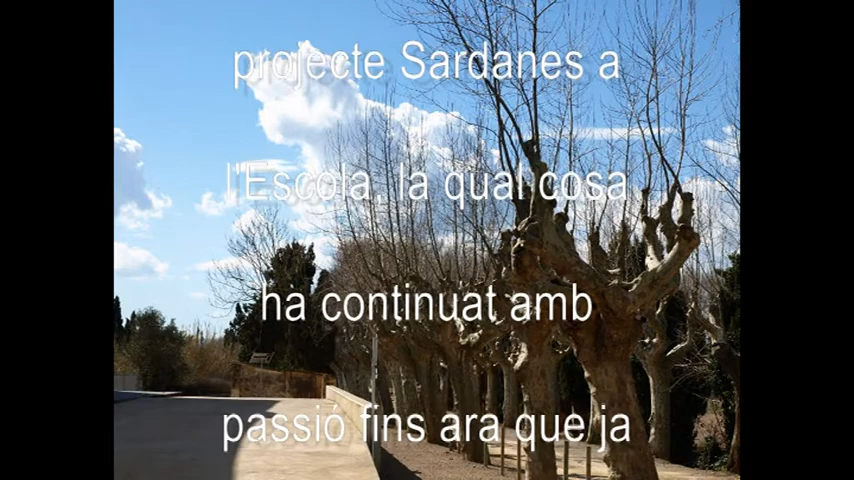 projecte Sardanes a
l'Escola, la qual cosa
ha continuat amb
passió fins ara que ja